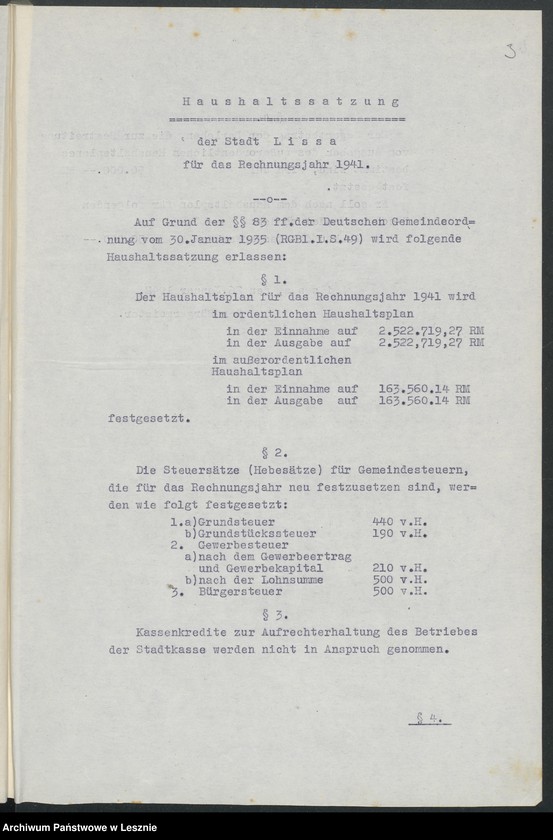 3
H a u s h a l t s s a t z u n g
der Stadt L i s s a
für das Rechnungsjahr 1941.
--o--
Auf Grund der §§ 83 ff.der Deutschen Gemeindeord=
nung vom 30.Januar 1935 (RGBl.I.S.49) wird folgende
Haushaltssatzung erlassen:
§ 1.
Der Haushaltsplan für das Rechnungsjahr 1941 wird
im ordentlichen Haushaltsplan
in der Einnahme auf 2.522.719,27 RM
in der Ausgabe auf 2.522,719,27 RM
im außerordentlichen
Haushaltsplan
in der Einnahme auf 163.560.14 RM
in der Ausgabe auf 163.560.14 RM
festgesetzt.
§ 2.
Die Steuersätze (Hebesätze) für Gemeindesteuern,
die für das Rechnungsjahr neu festzusetzen sind, wer=
den wie folgt festgesetzt:
1.a)Grundsteuer 440 v.H.
b)Grundstückssteuer 190 v.H.
2. Gewerbesteuer
a)nach dem Gewerbeertrag
und Gewerbekapital 210 v.H.
b)nach der Lohnsumme 500 v.H.
3. Bürgersteuer 500 v.H.
§ 3.
Kassenkredite zur Aufrechterhaltung des Betriebes
der Stadtkasse werden nicht in Anspruch genommen.
§ 4.
Archiwum Państwowe w Lesznie